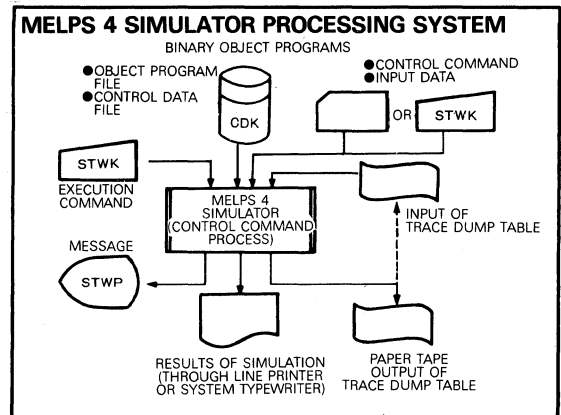 MELPS 4 SIMULATOR PROCESSING SYSTEM
BINARY OBJECT PROGRAMS
●OBJECT PROGRAM
FILE
●CONTROL DATA
FILE
CDK
●CONTROL COMMAND
●INPUT DATA
OR
STWK
STWK
EXECUTION
COMMAND
MELPS 4
SIMULATOR
(CONTROL COMMAND
PROCESS)
INPUT OF
TRACE DUMP TABLE
MESSAGE
STWP
RESULTS OF SIMULATION
(THROUGH LINE PRINTER
OR SYSTEM TYPEWRITER)
PAPER TAPE
OUTPUT OF
TRACE DUMP TABLE